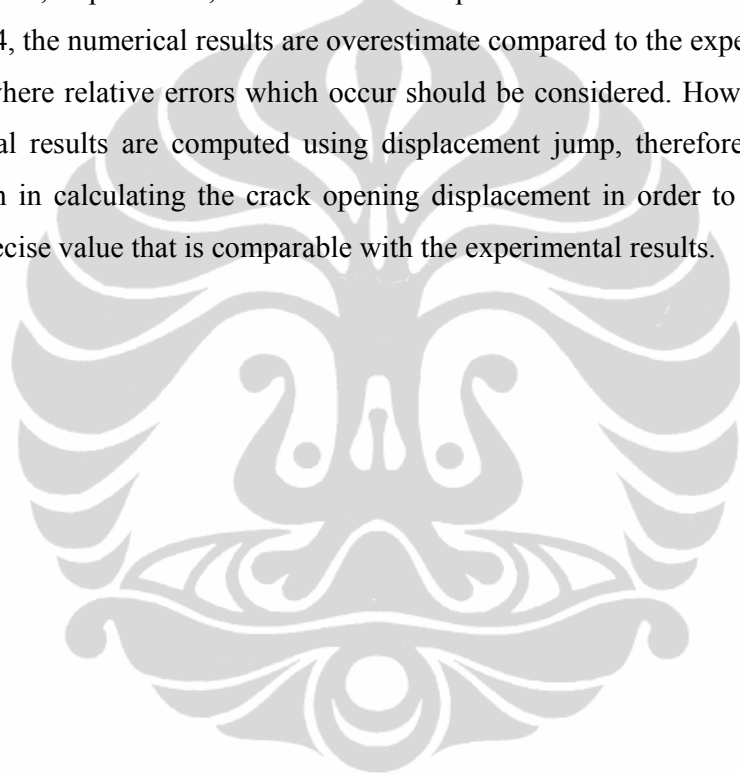 4, the numerical results are overestimate compared to the expe
where relative errors which occur should be considered. How
al results are computed using displacement jump, therefore
n in calculating the crack opening displacement in order to
ecise value that is comparable with the experimental results.